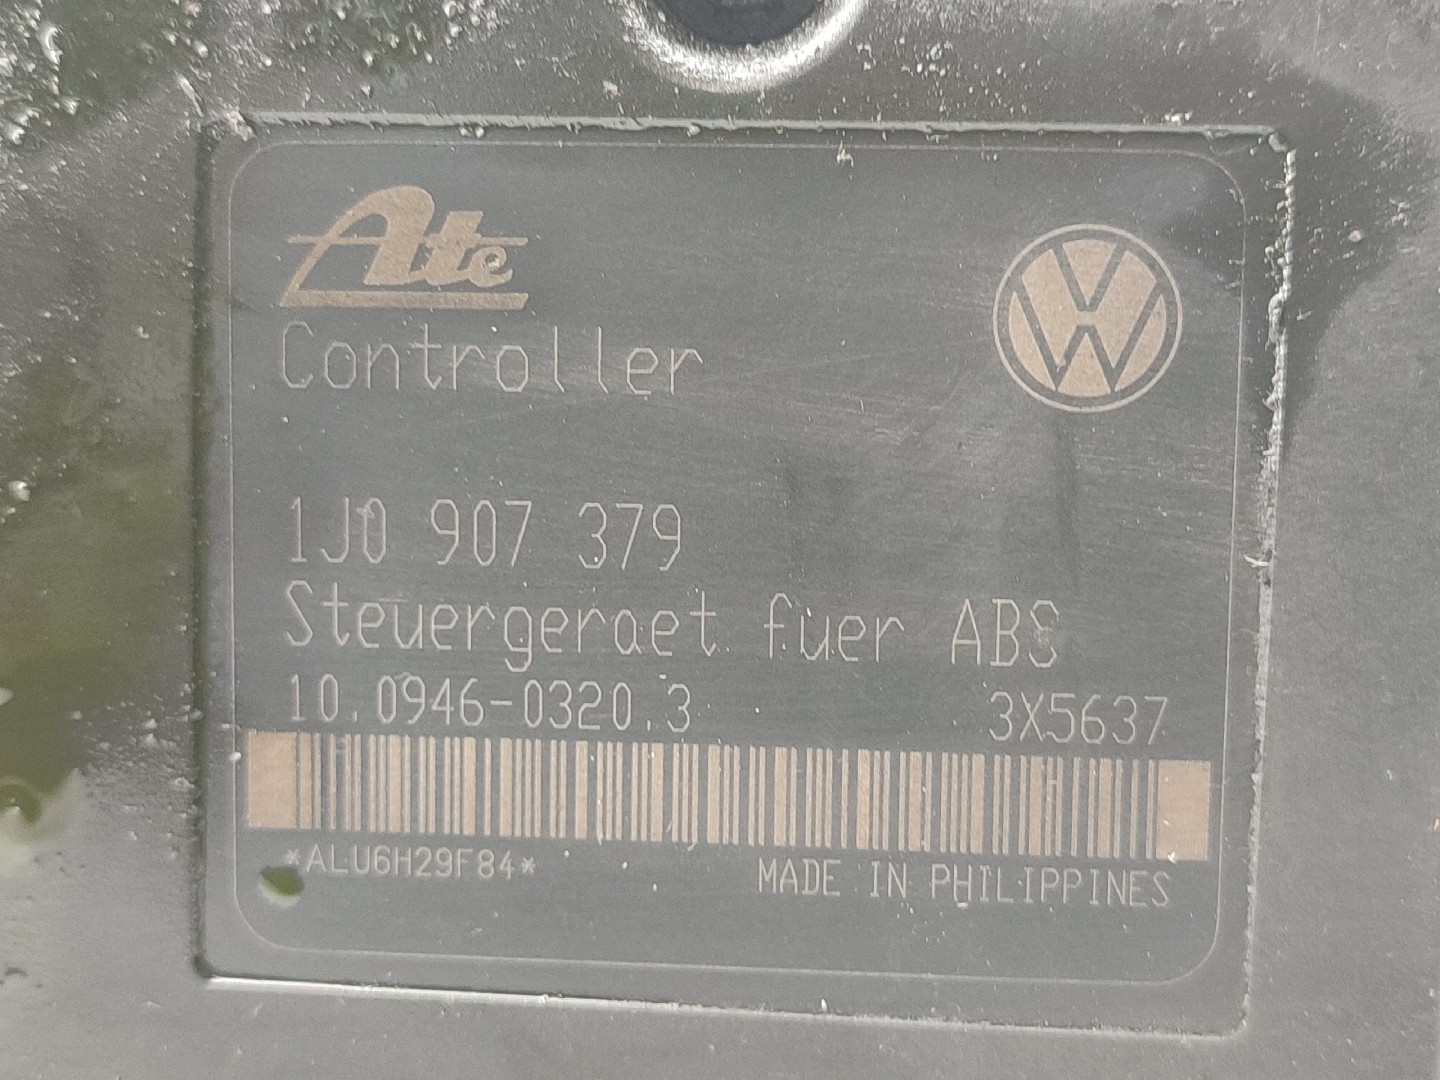 Ate
Controller
1J0 907 379
Steuergeraet fuer ABS
10.0946-0320.3 3X5637
*ALU6H29F84* MADE IN PHILIPPINES